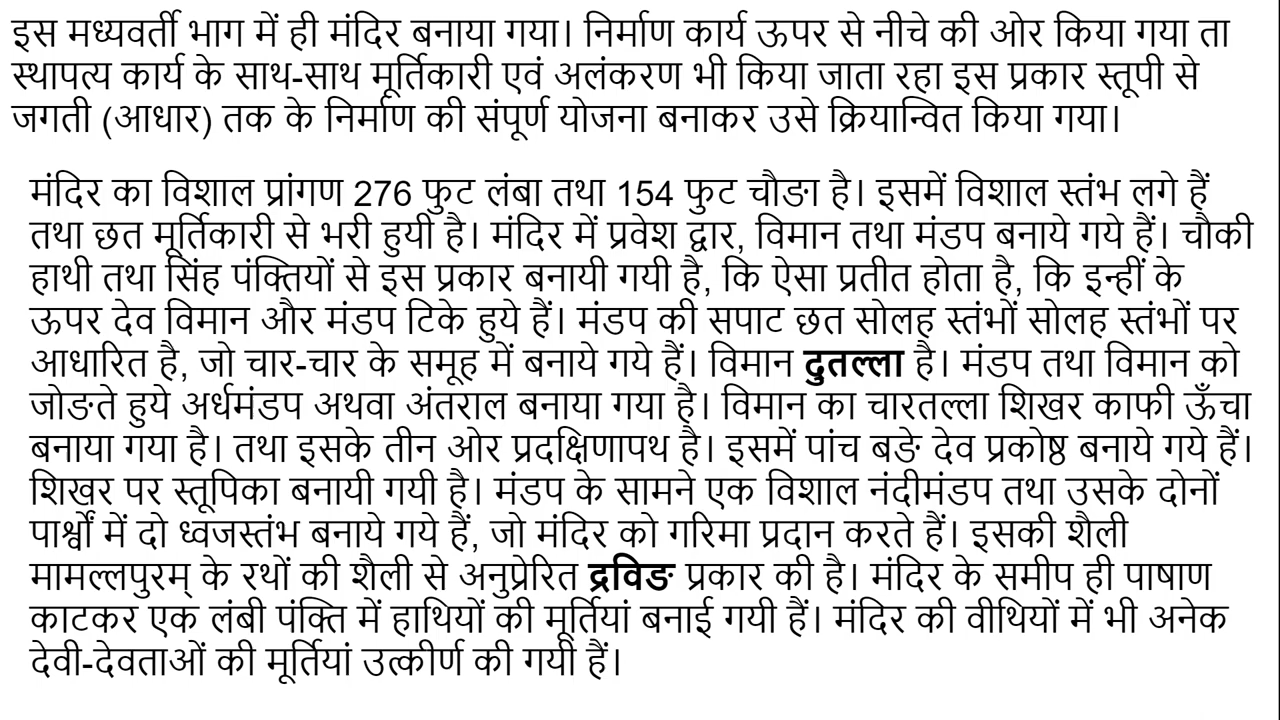 इस मध्यवर्ती भाग में ही मंदिर बनाया गया। निर्माण कार्य ऊपर से नीचे की ओर किया गया ता
स्थापत्य कार्य के साथ-साथ मूर्तिकारी एवं अलंकरण भी किया जाता रहा इस प्रकार स्तूपी से
जगती (आधार) तक के निर्माण की संपूर्ण योजना बनाकर उसे क्रियान्वित किया गया।
मंदिर का विशाल प्रांगण 276 फुट लंबा तथा 154 फुट चौङा है। इसमें विशाल स्तंभ लगे हैं
तथा छत मूर्तिकारी से भरी हुयी है। मंदिर में प्रवेश द्वार, विमान तथा मंडप बनाये गये हैं। चौकी
हाथी तथा सिंह पंक्तियों से इस प्रकार बनायी गयी है, कि ऐसा प्रतीत होता है, कि इन्हीं के
ऊपर देव विमान और मंडप टिके हुये हैं। मंडप की सपाट छत सोलह स्तंभों सोलह स्तंभों पर
आधारित है, जो चार-चार के समूह में बनाये गये हैं। विमान दुतल्ला है। मंडप तथा विमान को
जोङते हुये अर्धमंडप अथवा अंतराल बनाया गया है। विमान का चारतल्ला शिखर काफी ऊँचा
बनाया गया है। तथा इसके तीन ओर प्रदक्षिणापथ है। इसमें पांच बङे देव प्रकोष्ठ बनाये गये हैं।
शिखर पर स्तूपिका बनायी गयी है। मंडप के सामने एक विशाल नंदीमंडप तथा उसके दोनों
पार्श्वों में दो ध्वजस्तंभ बनाये गये हैं, जो मंदिर को गरिमा प्रदान करते हैं। इसकी शैली
मामल्लपुरम् के रथों की शैली से अनुप्रेरित द्रविङ प्रकार की है। मंदिर के समीप ही पाषाण
काटकर एक लंबी पंक्ति में हाथियों की मूर्तियां बनाई गयी हैं। मंदिर की वीथियों में भी अनेक
देवी-देवताओं की मूर्तियां उत्कीर्ण की गयी हैं।